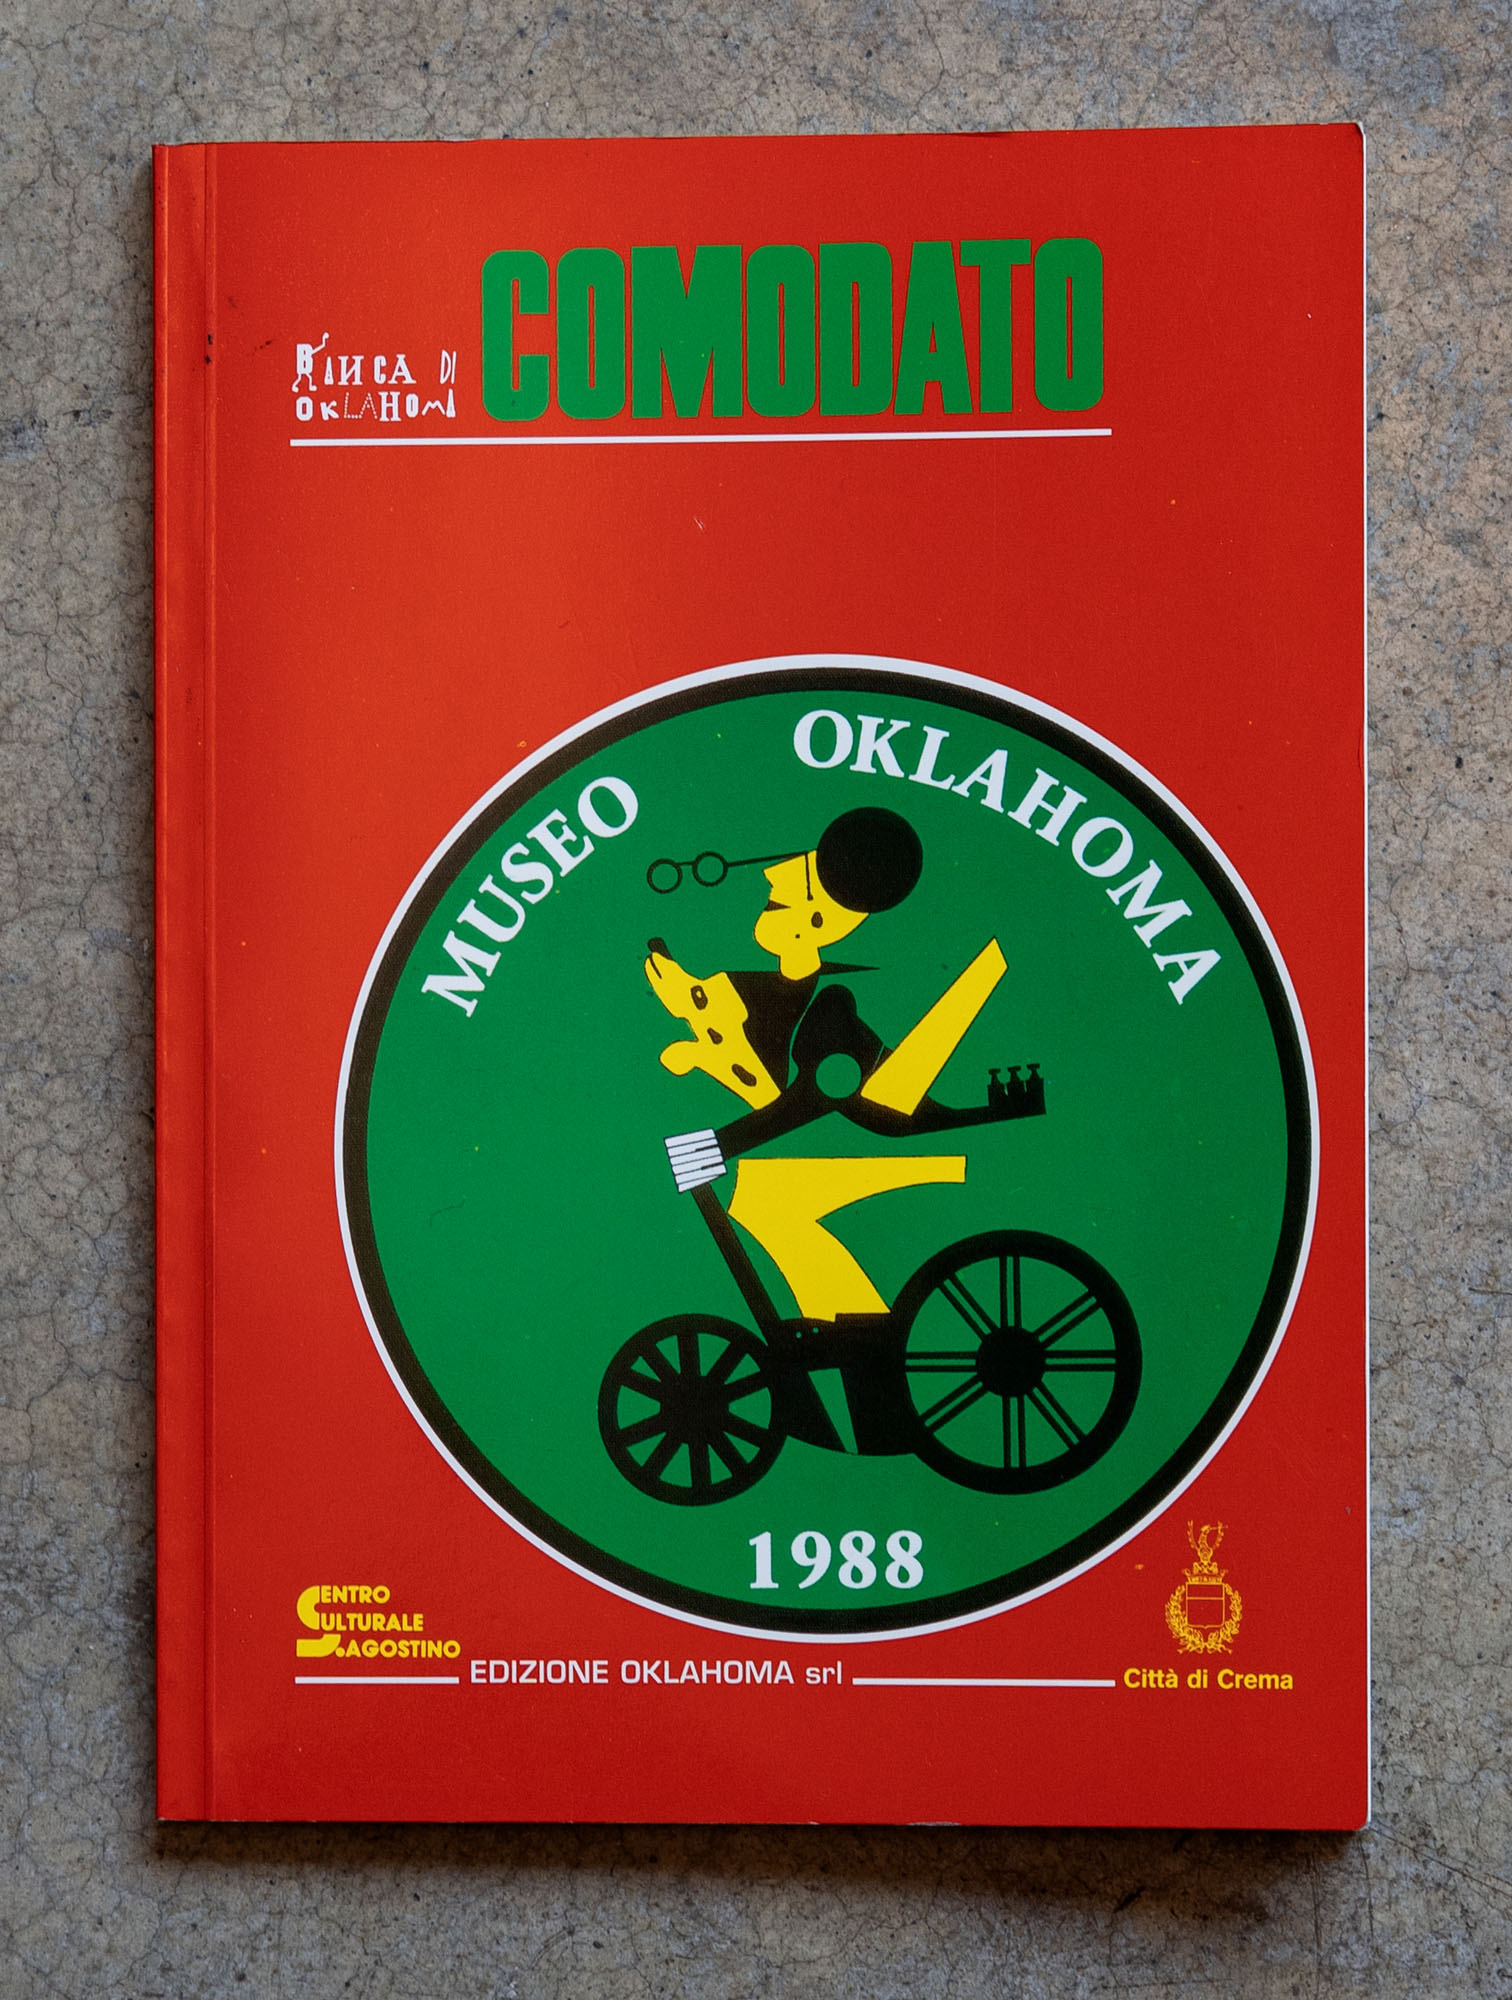 BANCA DI
OKLAHOMA
COMODATO
MUSEO OKLAHOMA
1988
CENTRO
CULTURALE
S.AGOSTINO
EDIZIONE OKLAHOMA srl
Città di Crema